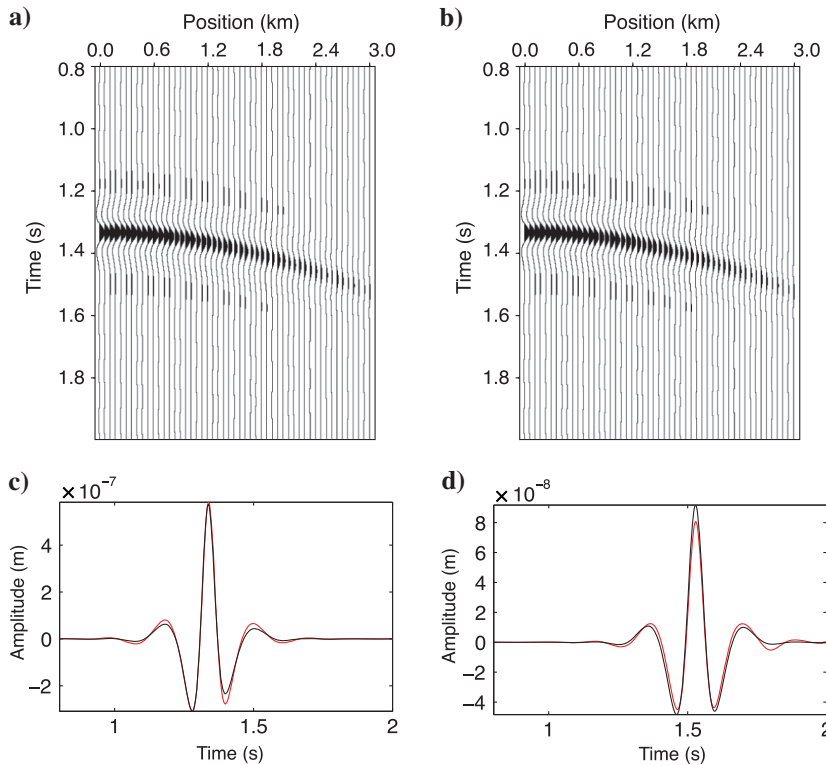 a)
Position (km)
0.0 0.6 1.2 1.8 2.4 3.0
0.8
1.0
1.2
1.4
1.6
1.8
Time (s)
b)
Position (km)
0.0 0.6 1.2 1.8 2.4 3.0
0.8
1.0
1.2
1.4
1.6
1.8
Time (s)
c)
× 10⁻⁷
4
2
0
−2
Amplitude (m)
1 1.5 2
Time (s)
d)
× 10⁻⁸
8
6
4
2
0
−2
−4
Amplitude (m)
1 1.5 2
Time (s)